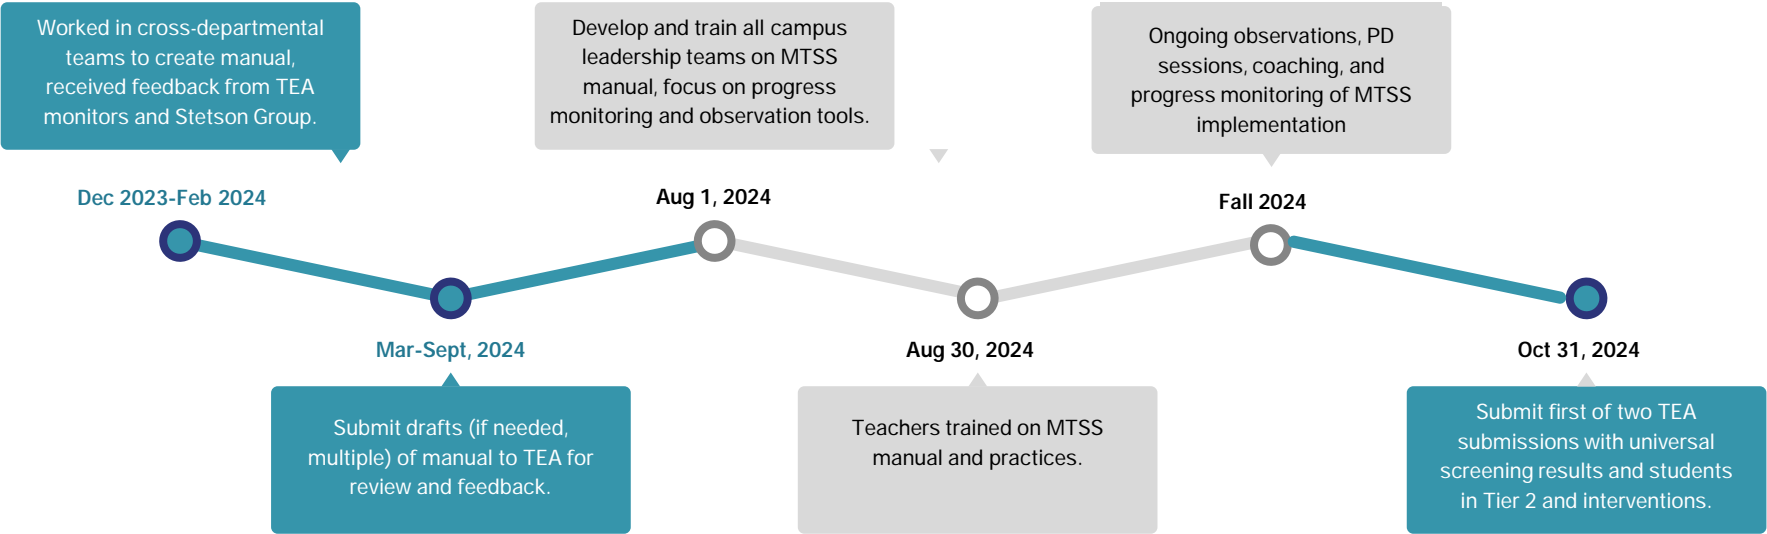 Worked in cross-departmental
teams to create manual,
received feedback from TEA
monitors and Stetson Group.
Dec 2023-Feb 2024
Mar-Sept, 2024
Submit drafts (if needed,
multiple) of manual to TEA for
review and feedback.
Develop and train all campus
leadership teams on MTSS
manual, focus on progress
monitoring and observation tools.
Aug 1, 2024
Aug 30, 2024
Teachers trained on MTSS
manual and practices.
Ongoing observations, PD
sessions, coaching, and
progress monitoring of MTSS
implementation
Fall 2024
Oct 31, 2024
Submit first of two TEA
submissions with universal
screening results and students
in Tier 2 and interventions.